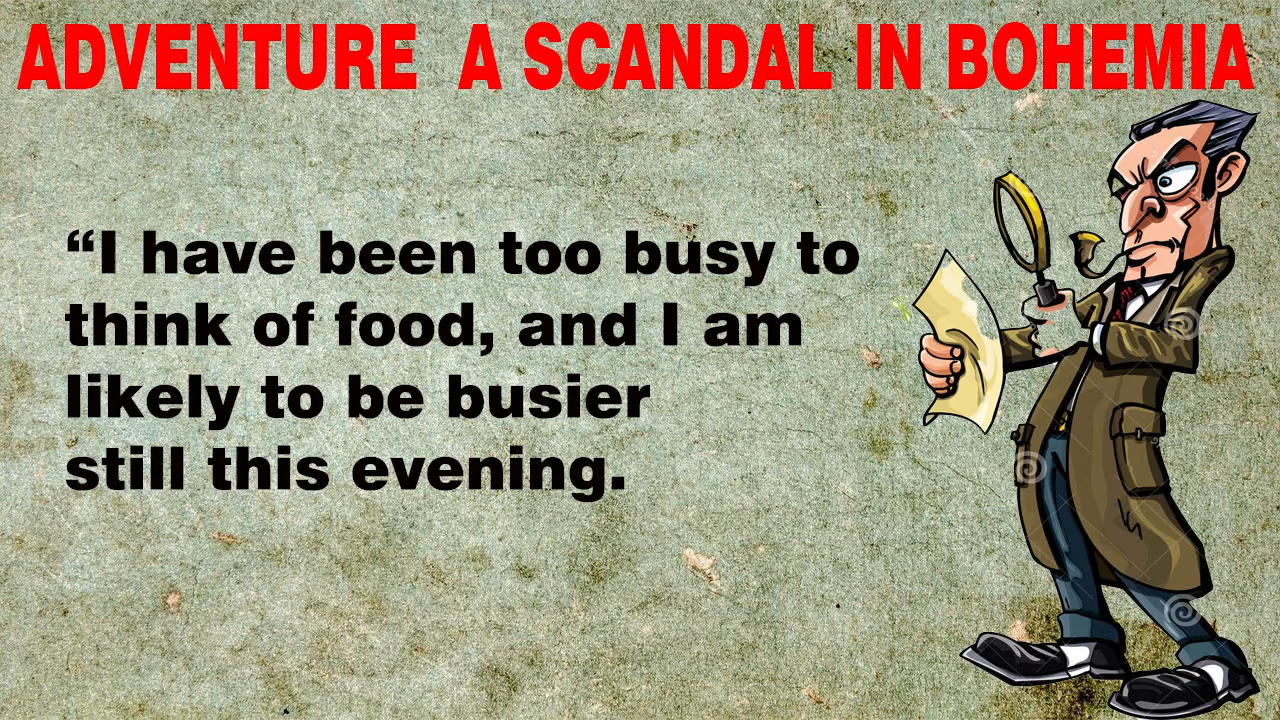 ADVENTURE A SCANDAL IN BOHEMIA
“I have been too busy to
think of food, and I am
likely to be busier
still this evening.